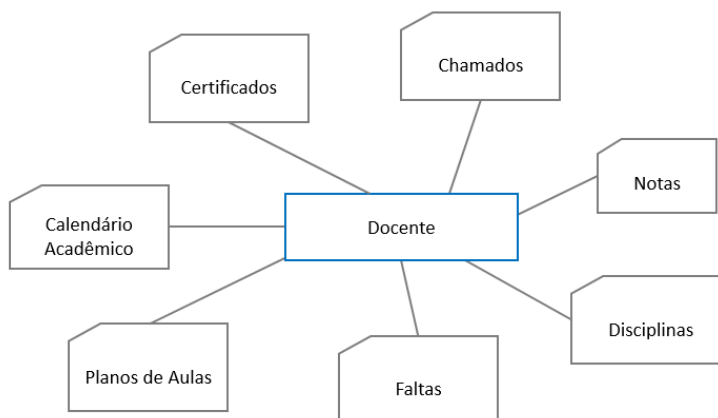 Chamados
Certificados
Notas
Calendário
Acadêmico
Docente
Disciplinas
Planos de Aulas
Faltas